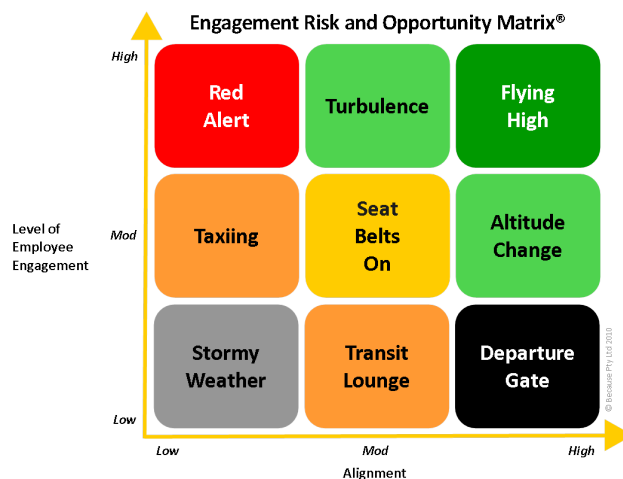 Engagement Risk and Opportunity Matrix®
High
Red
Alert
Turbulence
Flying
High
Level of
Employee
Engagement
Mod
Taxiing
Seat
Belts
On
Altitude
Change
Stormy
Weather
Transit
Lounge
Departure
Gate
© Because Pty Ltd 2010
Low
Low
Mod
High
Alignment